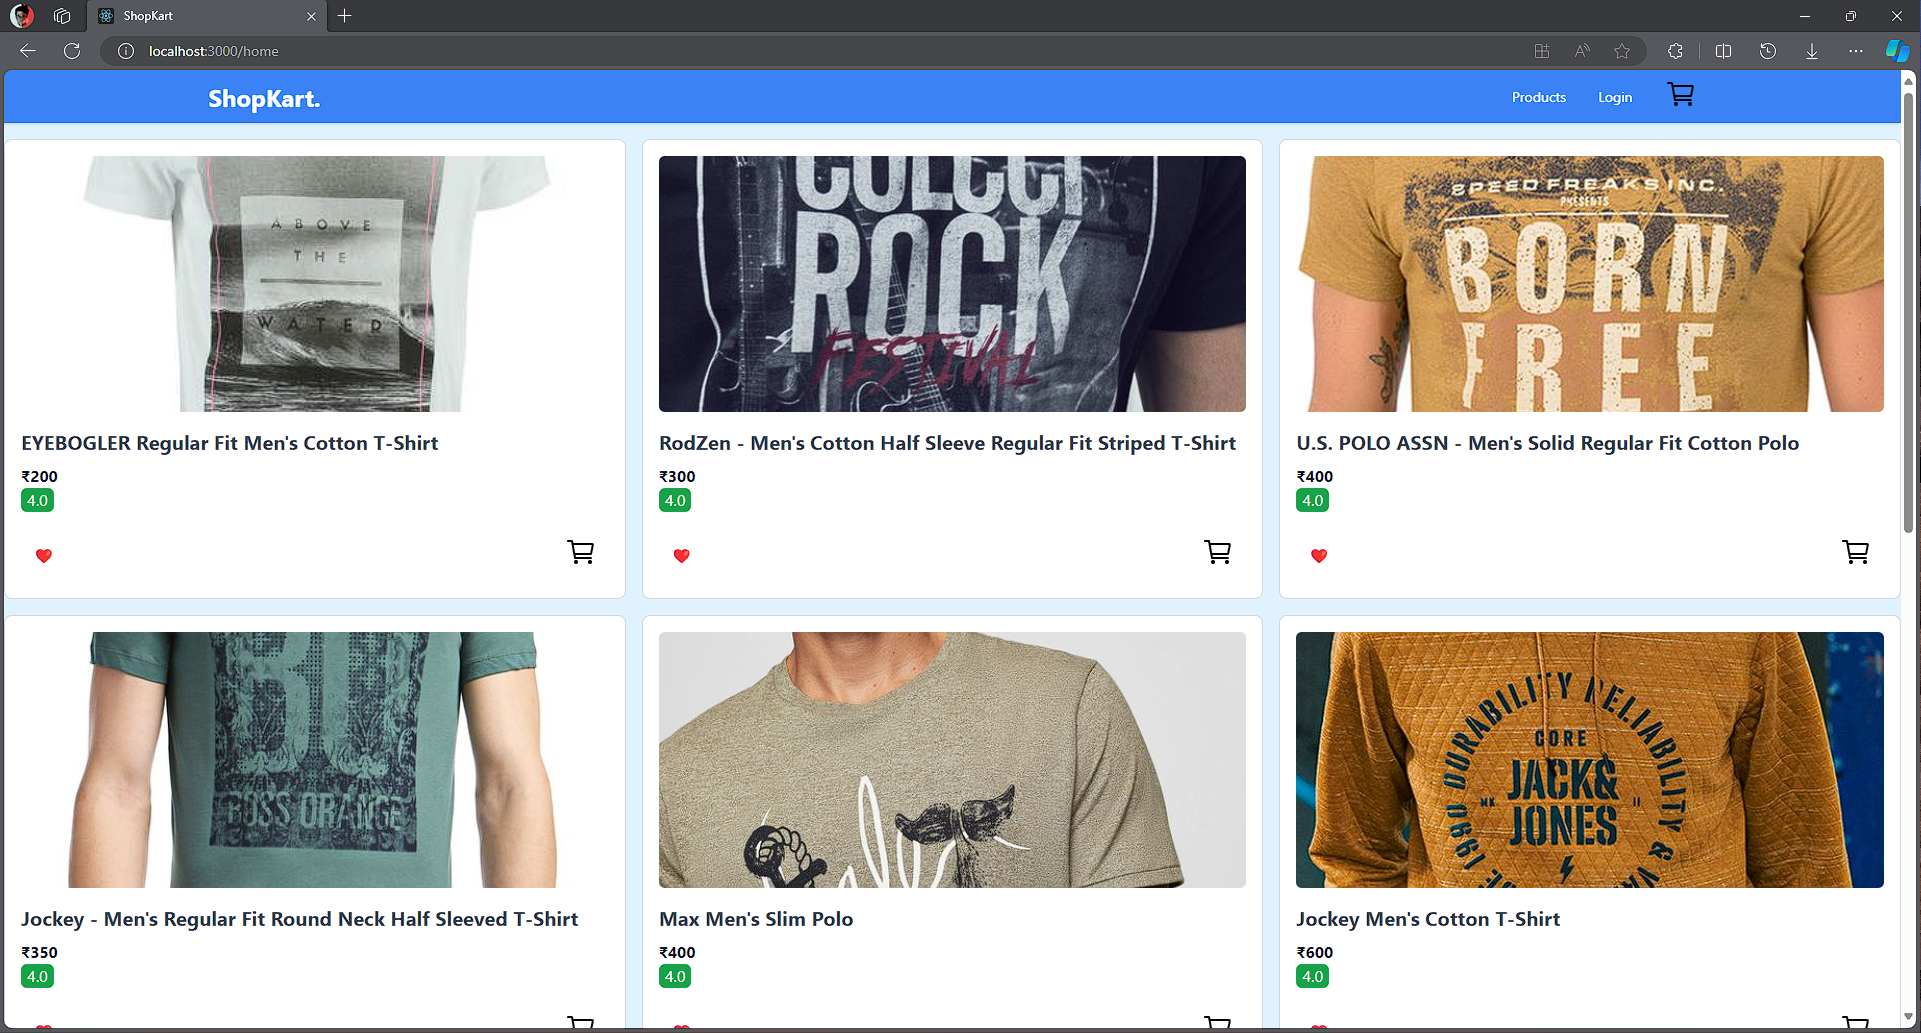 ShopKart
localhost:3000/home
ShopKart.
Products
Login
ABOVE
THE
WATER
COLCCI
ROCK
FESTIVAL
SPEED FREAKS INC.
PRESENTS
BORN
FREE
EYEBOGLER Regular Fit Men's Cotton T-Shirt
₹200
4.0
RodZen - Men's Cotton Half Sleeve Regular Fit Striped T-Shirt
₹300
4.0
U.S. POLO ASSN - Men's Solid Regular Fit Cotton Polo
₹400
4.0
ROSS ORANGE
DURABILITY RELIABILITY &
CORE
JACK&
JONES
MK
II
1990
Jockey - Men's Regular Fit Round Neck Half Sleeved T-Shirt
₹350
4.0
Max Men's Slim Polo
₹400
4.0
Jockey Men's Cotton T-Shirt
₹600
4.0